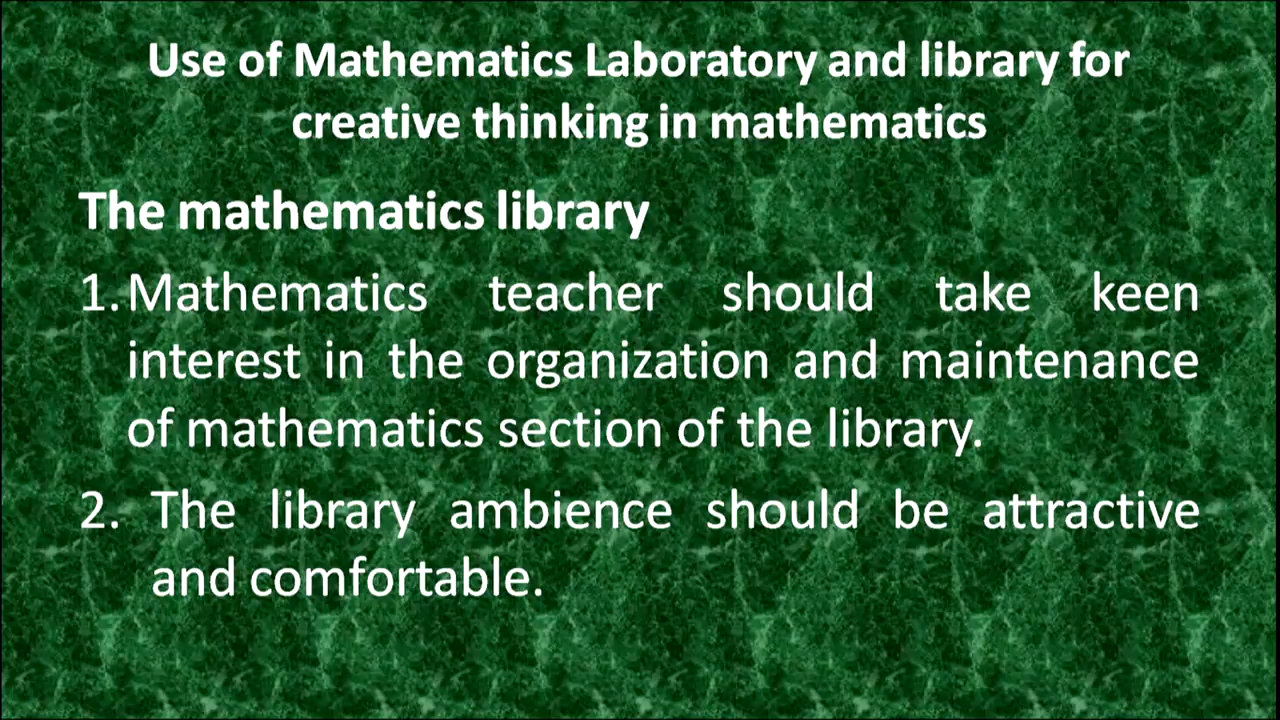 Use of Mathematics Laboratory and library for
creative thinking in mathematics
The mathematics library
1. Mathematics teacher should take keen
interest in the organization and maintenance
of mathematics section of the library.
2. The library ambience should be attractive
and comfortable.